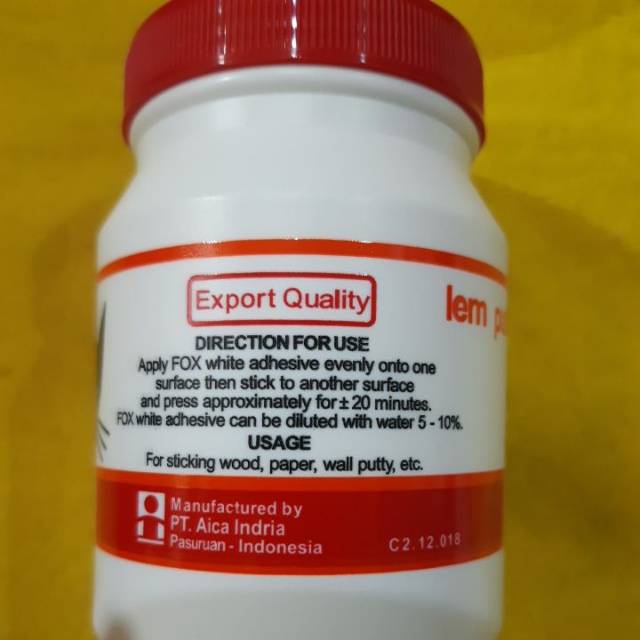 Export Quality
lem
DIRECTION FOR USE
Apply FOX white adhesive evenly onto one
surface then stick to another surface
and press approximately for ± 20 minutes.
FOX white adhesive can be diluted with water 5 - 10%.
USAGE
For sticking wood, paper, wall putty, etc.
Manufactured by
PT. Aica Indria
Pasuruan - Indonesia
C2.12.018